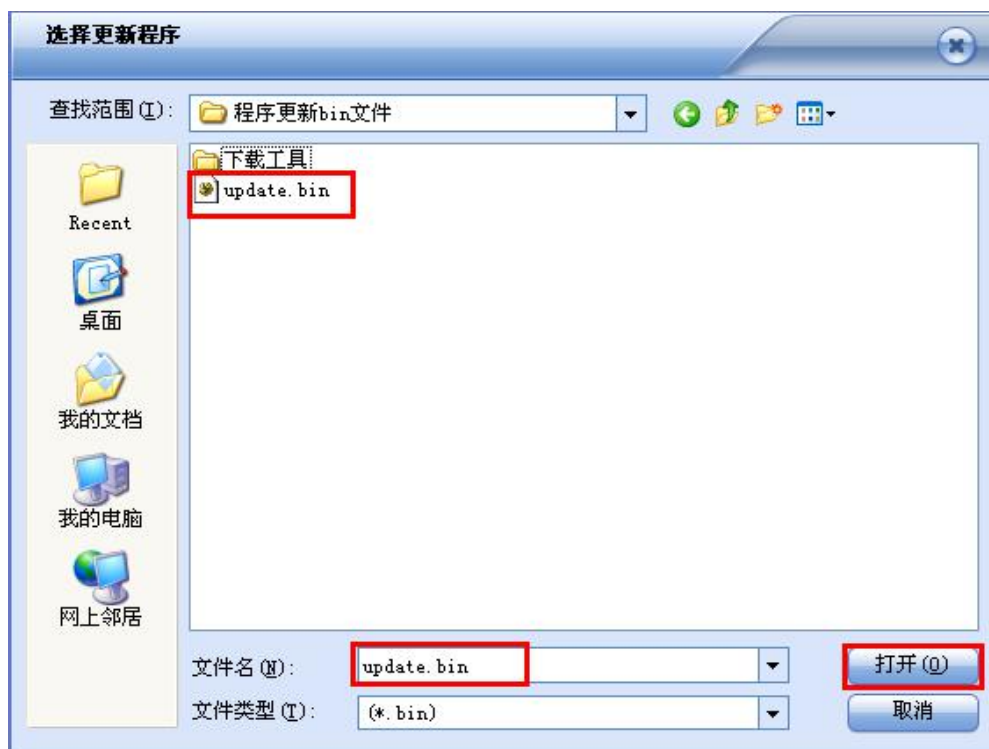 选择更新程序
查找范围(I):
程序更新bin文件
下载工具
update.bin
Recent
桌面
我的文档
我的电脑
网上邻居
文件名(N):
update.bin
打开(O)
文件类型(T):
(*.bin)
取消